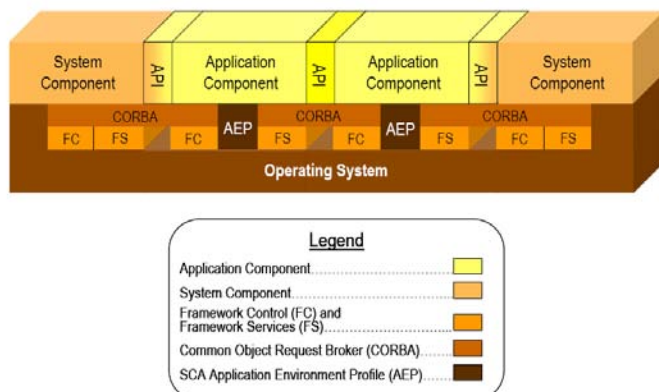 System
Component
API
Application
Component
API
Application
Component
API
System
Component
CORBA
AEP
CORBA
AEP
CORBA
FC
FS
FC
FS
FC
FS
FC
FS
Operating System
Legend
Application Component
System Component
Framework Control (FC) and
Framework Services (FS)
Common Object Request Broker (CORBA)
SCA Application Environment Profile (AEP)